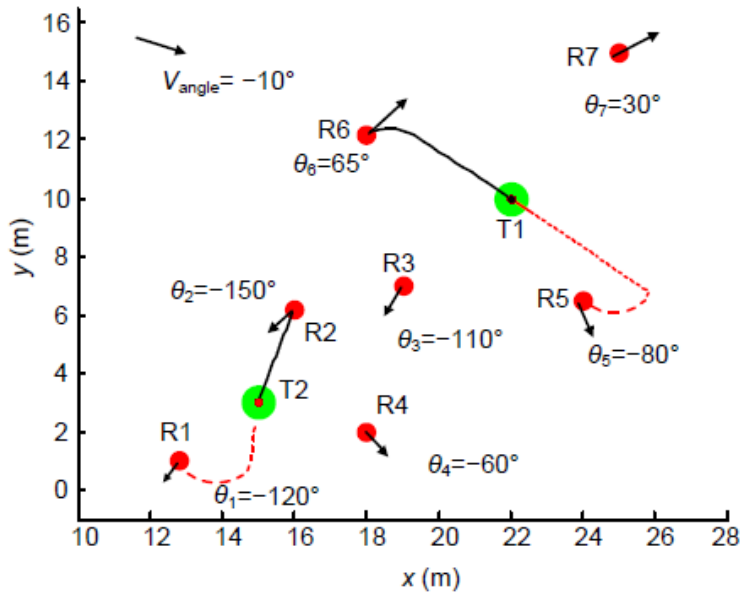 16
14
12
10
8
6
4
2
0
y (m)
V_angle= −10°
R7
θ₇=30°
R6
θ₆=65°
T1
R3
θ₂=−150°
R2
θ₃=−110°
R5
θ₅=−80°
T2
R4
R1
θ₄=−60°
θ₁=−120°
10 12 14 16 18 20 22 24 26 28
x (m)